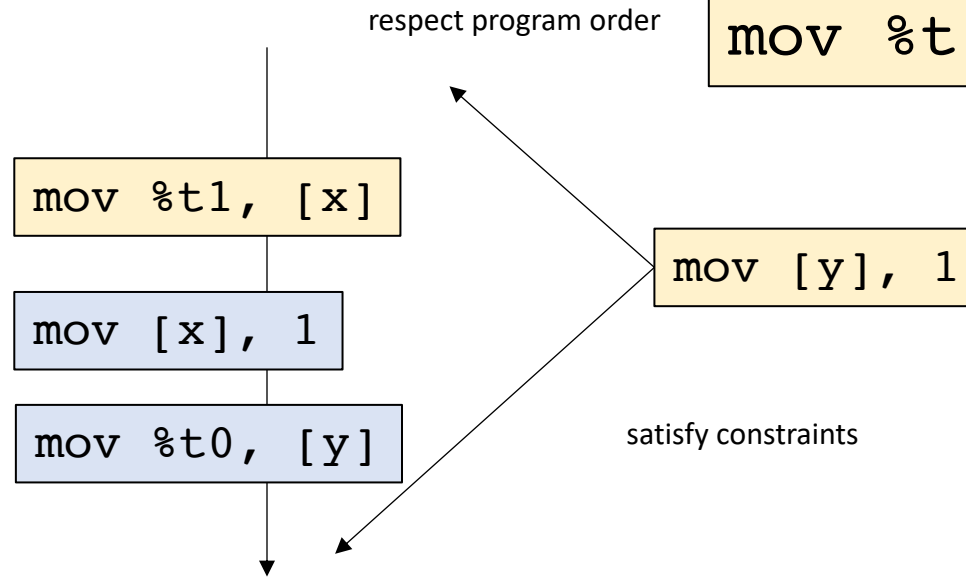 respect program order
mov %t
mov %t1, [x]
mov [y], 1
mov [x], 1
mov %t0, [y]
satisfy constraints